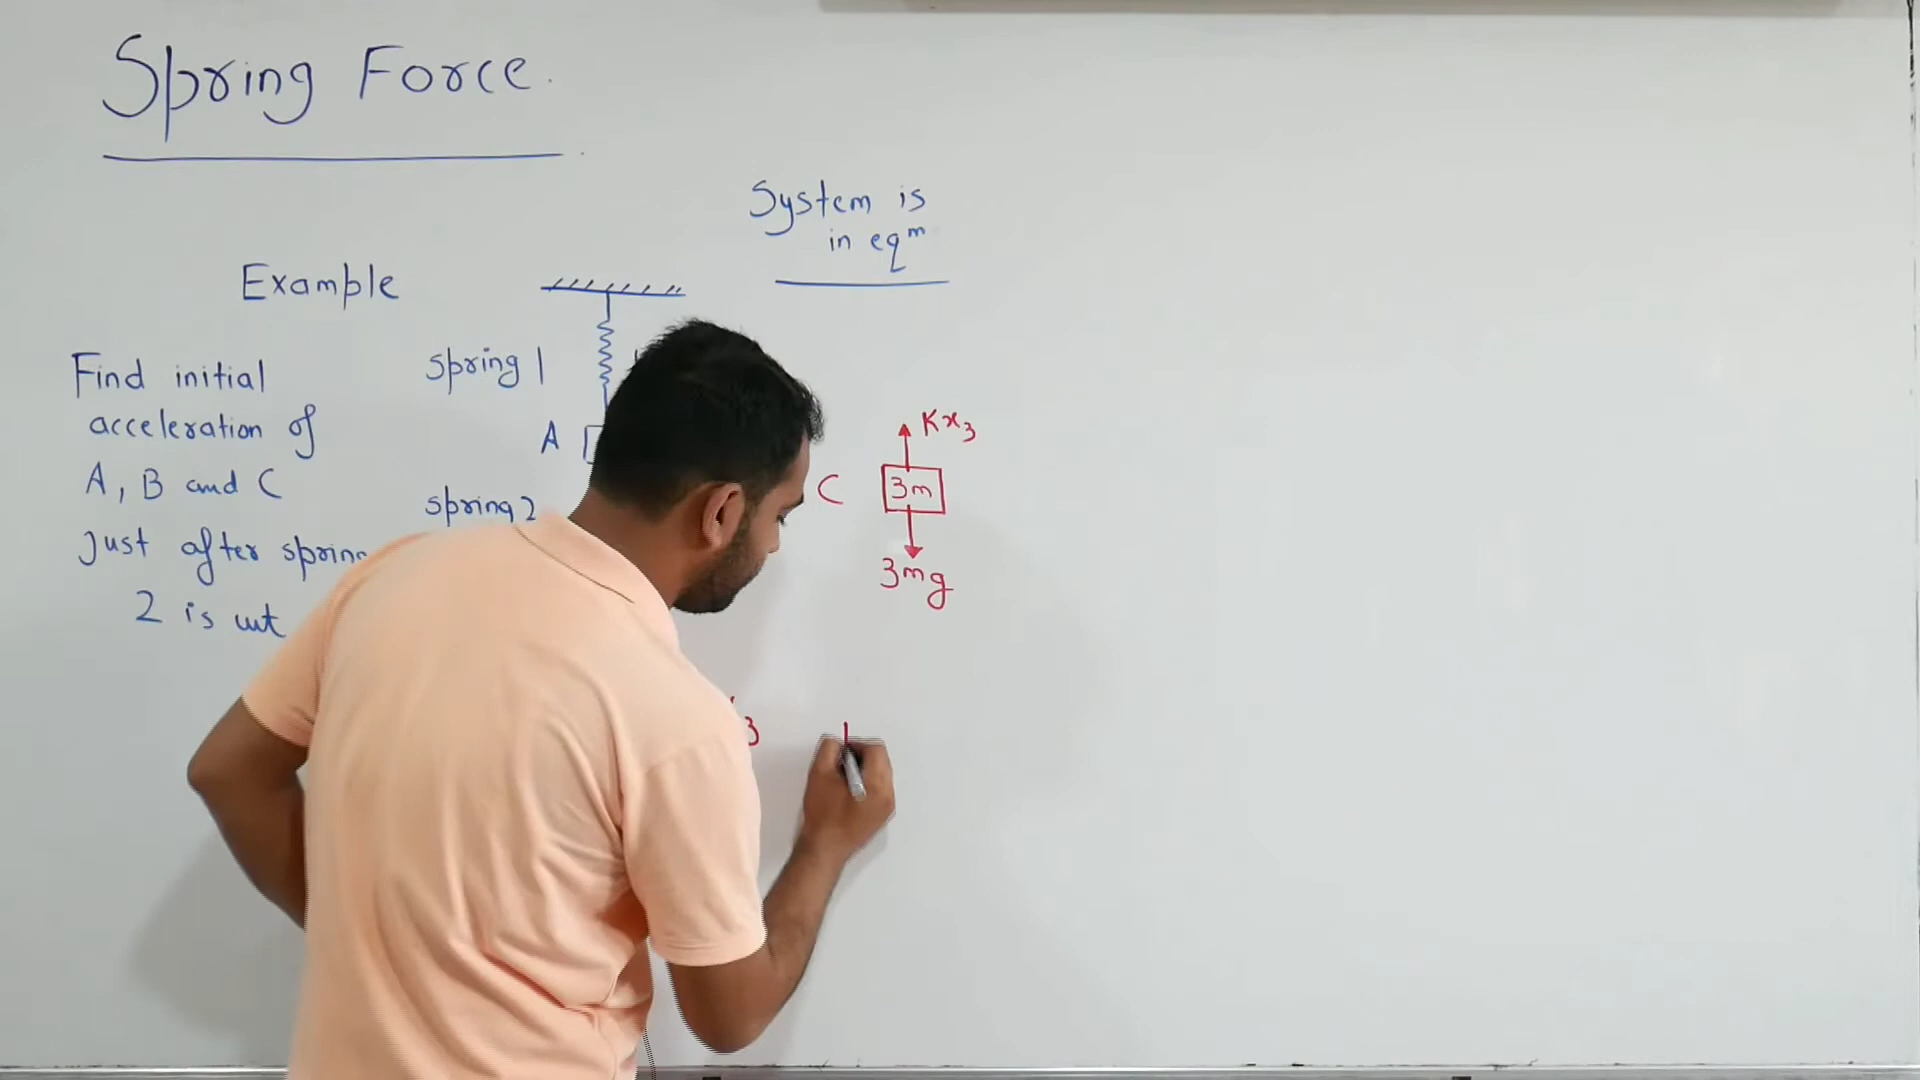 Spring Force.
System is
in eqᵐ
Example
Find initial
acceleration of
A, B and C
Just after spring
2 is cut
spring 1
A
spring 2
C
Kx₃
3m
3mg
3